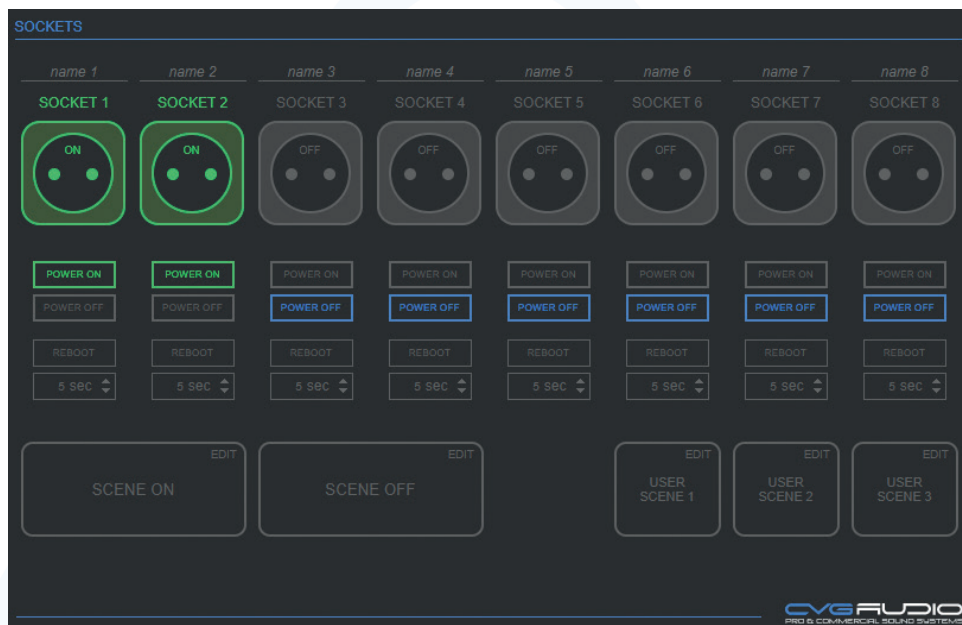 SOCKETS
name 1 name 2 name 3 name 4 name 5 name 6 name 7 name 8
SOCKET 1 SOCKET 2 SOCKET 3 SOCKET 4 SOCKET 5 SOCKET 6 SOCKET 7 SOCKET 8
ON ON OFF OFF OFF OFF OFF OFF
POWER ON POWER ON POWER ON POWER ON POWER ON POWER ON POWER ON POWER ON
POWER OFF POWER OFF POWER OFF POWER OFF POWER OFF POWER OFF POWER OFF POWER OFF
REBOOT REBOOT REBOOT REBOOT REBOOT REBOOT REBOOT REBOOT
5 sec 5 sec 5 sec 5 sec 5 sec 5 sec 5 sec 5 sec
EDIT EDIT EDIT EDIT EDIT
SCENE ON SCENE OFF USER SCENE 1 USER SCENE 2 USER SCENE 3
CVGAUDIO
PRO & COMMERCIAL SOUND SYSTEMS